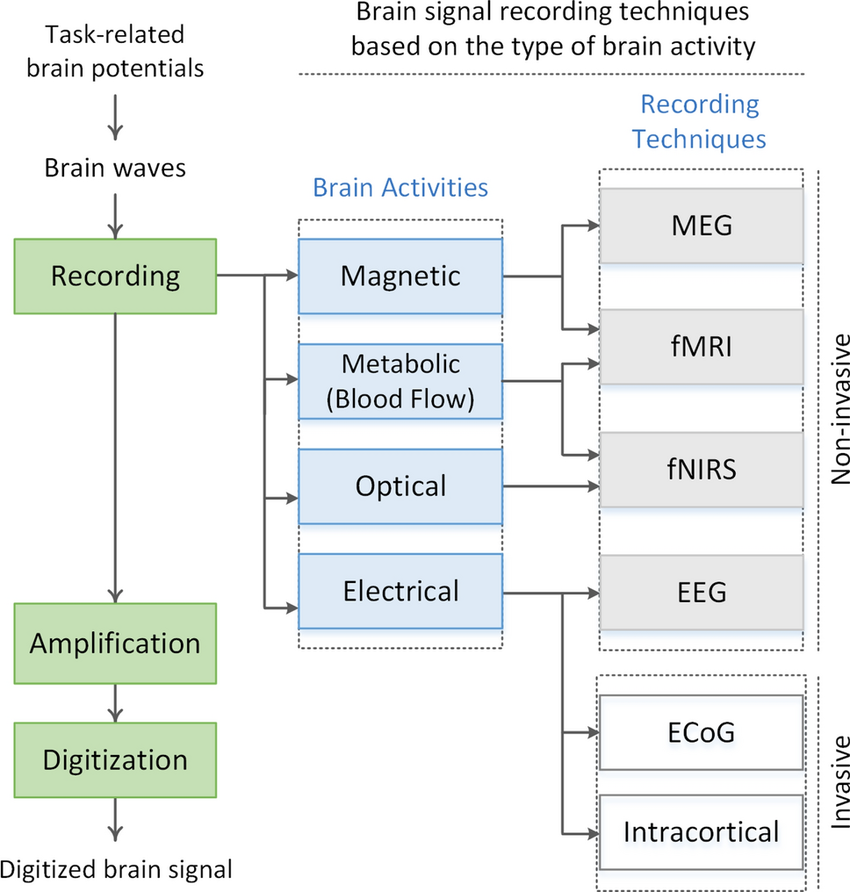 Task-related
brain potentials
Brain waves
Recording
Amplification
Digitization
Digitized brain signal
Brain signal recording techniques
based on the type of brain activity
Brain Activities
Magnetic
Metabolic
(Blood Flow)
Optical
Electrical
Recording
Techniques
MEG
fMRI
fNIRS
EEG
ECoG
Intracortical
Non-invasive
Invasive